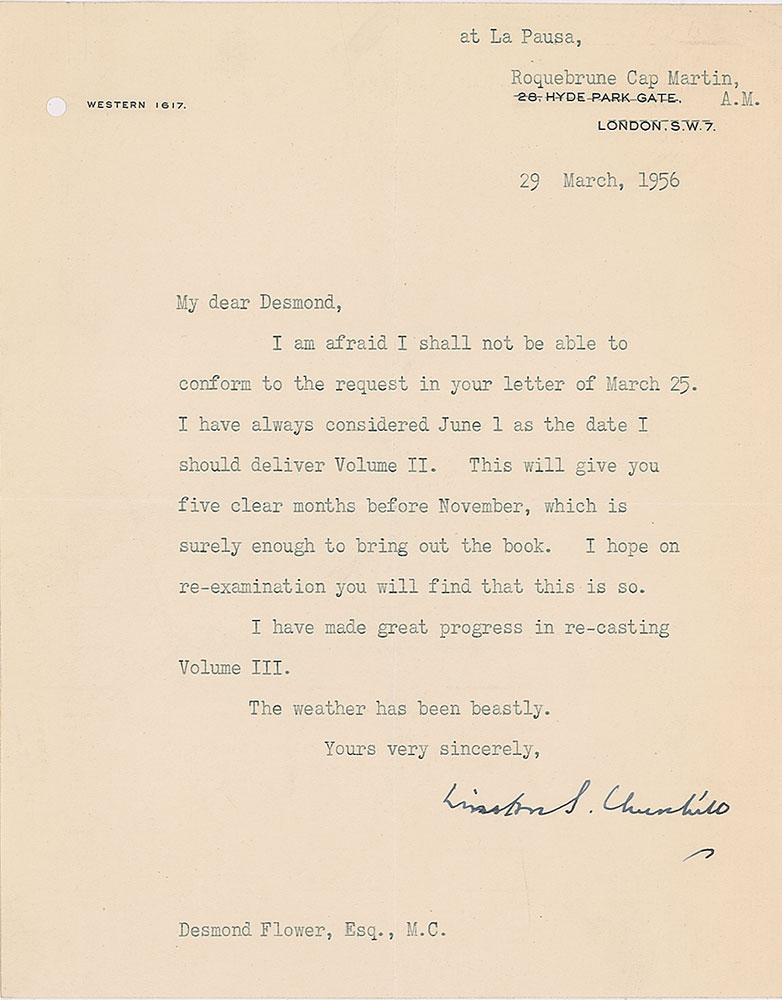 at La Pausa,
Roquebrune Cap Martin,
WESTERN 1617.
28, HYDE PARK GATE. A.M.
LONDON. S.W.7.
29 March, 1956
My dear Desmond,
I am afraid I shall not be able to
conform to the request in your letter of March 25.
I have always considered June 1 as the date I
should deliver Volume II. This will give you
five clear months before November, which is
surely enough to bring out the book. I hope on
re-examination you will find that this is so.
I have made great progress in re-casting
Volume III.
The weather has been beastly.
Yours very sincerely,
Winston S. Churchill
Desmond Flower, Esq., M.C.